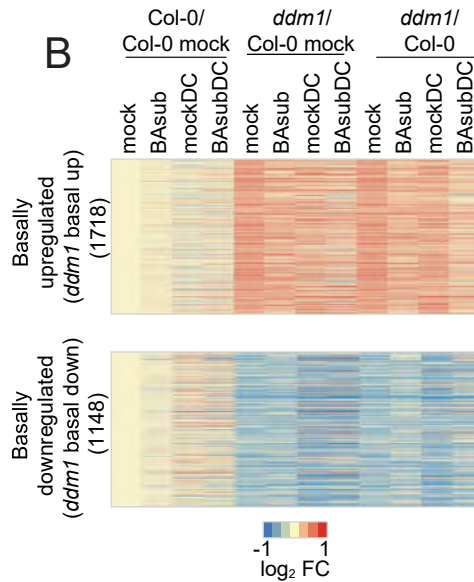 B
Col-0/
Col-0 mock
ddm1/
Col-0 mock
ddm1/
Col-0
mock
BAsub
mockDC
BAsubDC
mock
BAsub
mockDC
BAsubDC
mock
BAsub
mockDC
BAsubDC
Basally
upregulated
(ddm1 basal up)
(1718)
Basally
downregulated
(ddm1 basal down)
(1148)
-1 1
log₂ FC